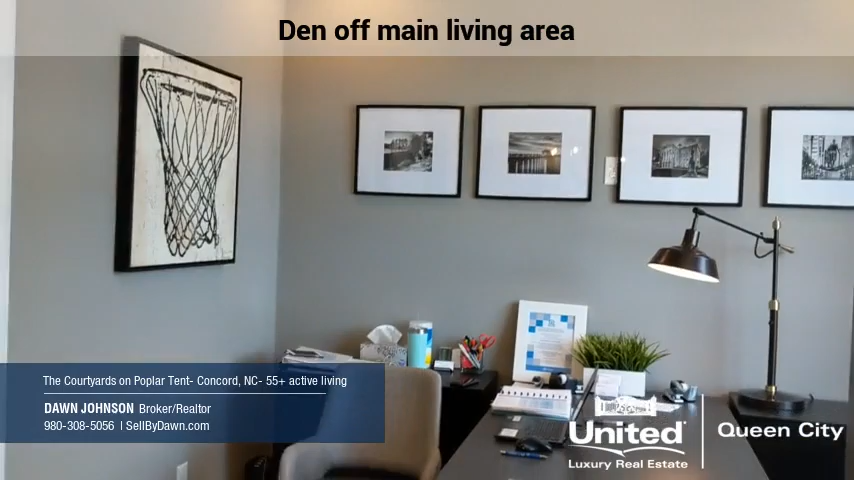 Den off main living area
The Courtyards on Poplar Tent- Concord, NC- 55+ active living
DAWN JOHNSON Broker/Realtor
980-308-5056 | SellByDawn.com
United
Luxury Real Estate
Queen City